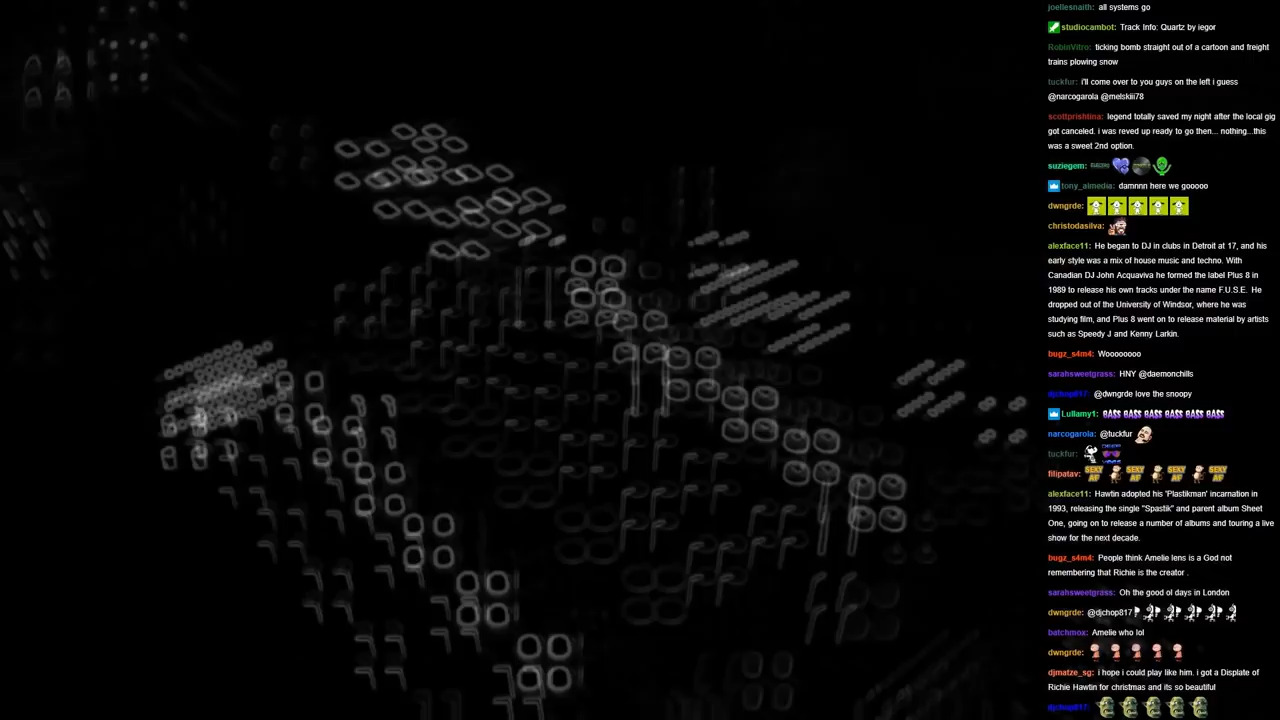 joellesnaith: all systems go
studiocambot: Track Info: Quartz by iegor
RobinVitro: ticking bomb straight out of a cartoon and freight
trains plowing snow
tuckfur: i'll come over to you guys on the left i guess
@narcogarola @melskiii78
scottprishtina: legend totally saved my night after the local gig
got canceled. i was reved up ready to go then... nothing...this
was a sweet 2nd option.
suziegem:
tony_almedia: damnnn here we gooooo
dwngrde:
christodasilva:
alexface11: He began to DJ in clubs in Detroit at 17, and his
early style was a mix of house music and techno. With
Canadian DJ John Acquaviva he formed the label Plus 8 in
1989 to release his own tracks under the name F.U.S.E. He
dropped out of the University of Windsor, where he was
studying film, and Plus 8 went on to release material by artists
such as Speedy J and Kenny Larkin.
bugz_s4m4: Wooooooo
sarahsweetgrass: HNY @daemonchills
djchop817: @dwngrde love the snoopy
Lullamy1: BASS BASS BASS BASS BASS BASS
narcogarola: @tuckfur
tuckfur:
filipatav: SEXY AF SEXY AF SEXY AF SEXY AF
alexface11: Hawtin adopted his 'Plastikman' incarnation in
1993, releasing the single "Spastik" and parent album Sheet
One, going on to release a number of albums and touring a live
show for the next decade.
bugz_s4m4: People think Amelie lens is a God not
remembering that Richie is the creator .
sarahsweetgrass: Oh the good ol days in London
dwngrde: @djchop817
batchmox: Amelie who lol
dwngrde:
djmatze_sg: i hope i could play like him. i got a Displate of
Richie Hawtin for christmas and its so beautiful
djchop817: